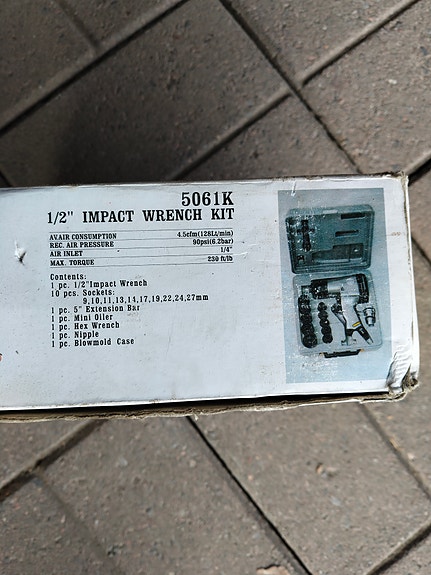 5061K
1/2" IMPACT WRENCH KIT
AV.AIR CONSUMPTION 4.5cfm(128Lt/min)
REC. AIR PRESSURE 90psi(6.2bar)
AIR INLET 1/4"
MAX. TORQUE 230 ft/lb
Contents:
1 pc. 1/2"Impact Wrench
10 pcs. Sockets:
9,10,11,13,14,17,19,22,24,27mm
1 pc. 5" Extension Bar
1 pc. Mini Oiler
1 pc. Hex Wrench
1 pc. Nipple
1 pc. Blowmold Case